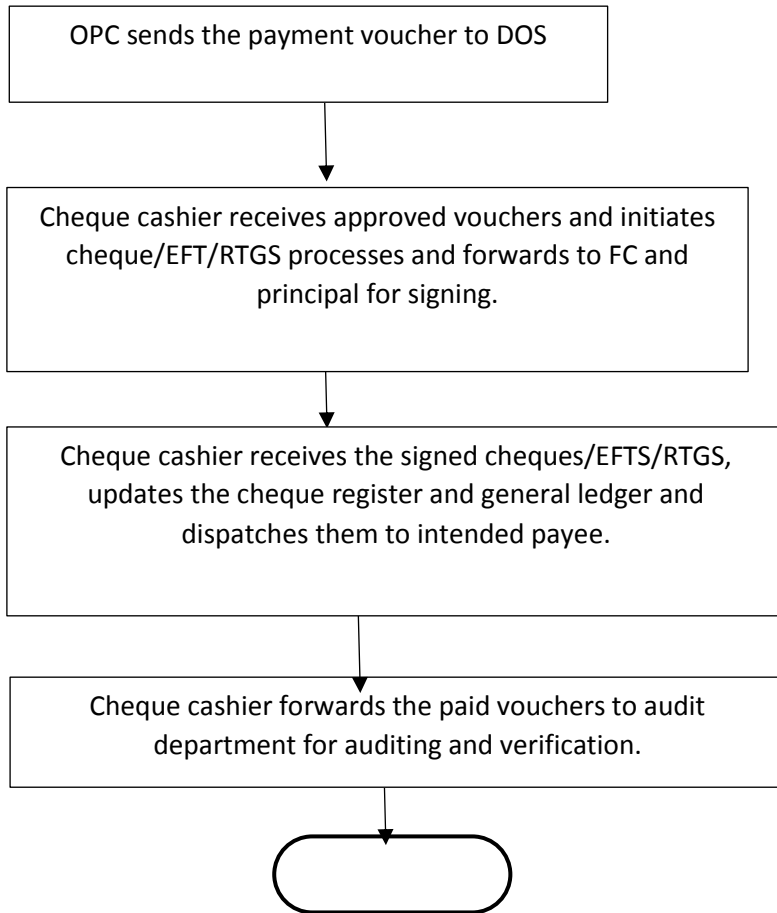 OPC sends the payment voucher to DOS
Cheque cashier receives approved vouchers and initiates
cheque/EFT/RTGS processes and forwards to FC and
principal for signing.
Cheque cashier receives the signed cheques/EFTS/RTGS,
updates the cheque register and general ledger and
dispatches them to intended payee.
Cheque cashier forwards the paid vouchers to audit
department for auditing and verification.